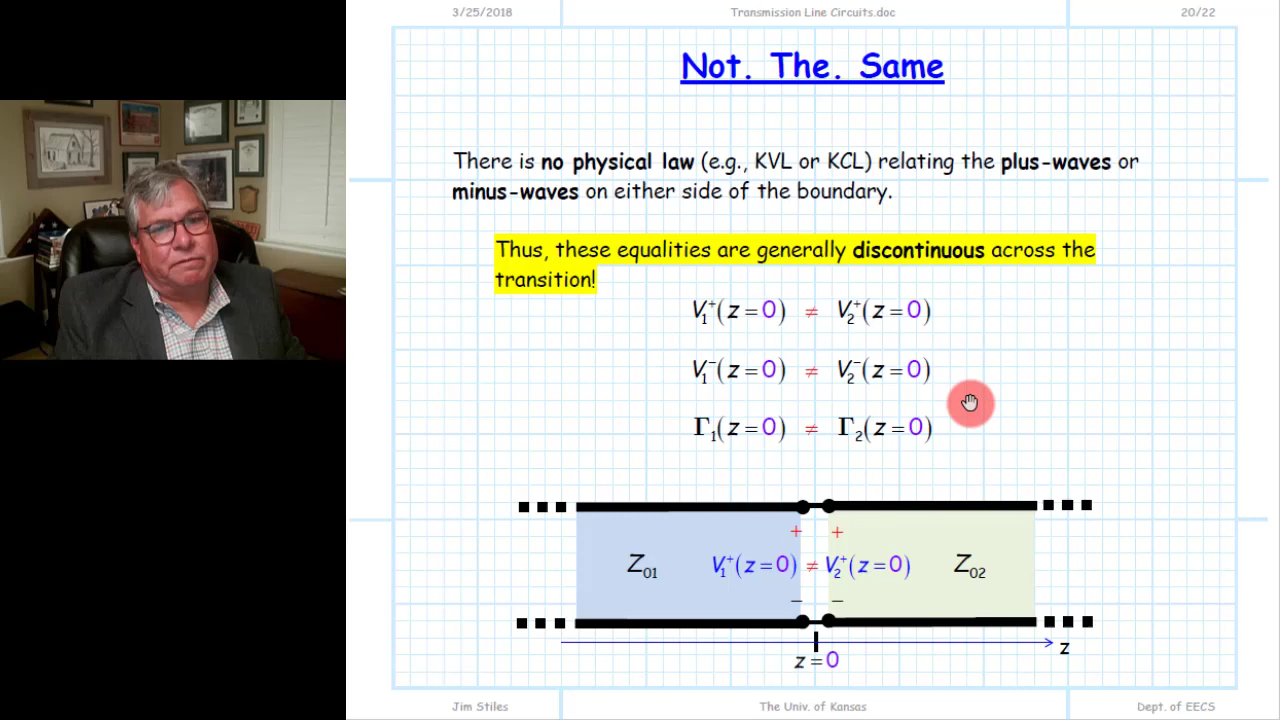 3/25/2018 Transmission Line Circuits.doc 20/22
Not. The. Same
There is no physical law (e.g., KVL or KCL) relating the plus-waves or
minus-waves on either side of the boundary.
Thus, these equalities are generally discontinuous across the
transition!
V₁⁺(z = 0) ≠ V₂⁺(z = 0)
V₁⁻(z = 0) ≠ V₂⁻(z = 0)
Γ₁(z = 0) ≠ Γ₂(z = 0)
+ +
Z₀₁ V₁⁺(z = 0) ≠ V₂⁺(z = 0) Z₀₂
− −
z
z = 0
Jim Stiles The Univ. of Kansas Dept. of EECS